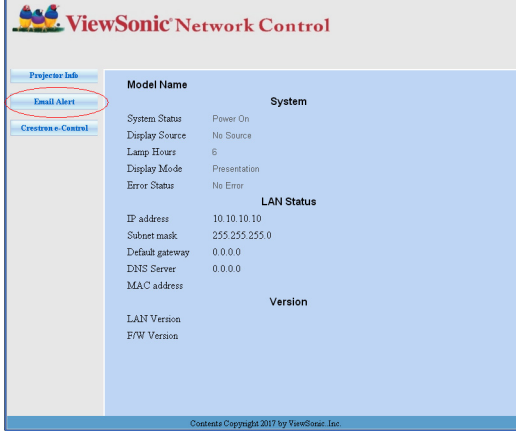 ViewSonic® Network Control
Projector Info
Email Alert
Crestron e-Control
Model Name
System
System Status Power On
Display Source No Source
Lamp Hours 6
Display Mode Presentation
Error Status No Error
LAN Status
IP address 10.10.10.10
Subnet mask 255.255.255.0
Default gateway 0.0.0.0
DNS Server 0.0.0.0
MAC address
Version
LAN Version
F/W Version
Contents Copyright 2017 by ViewSonic .Inc.